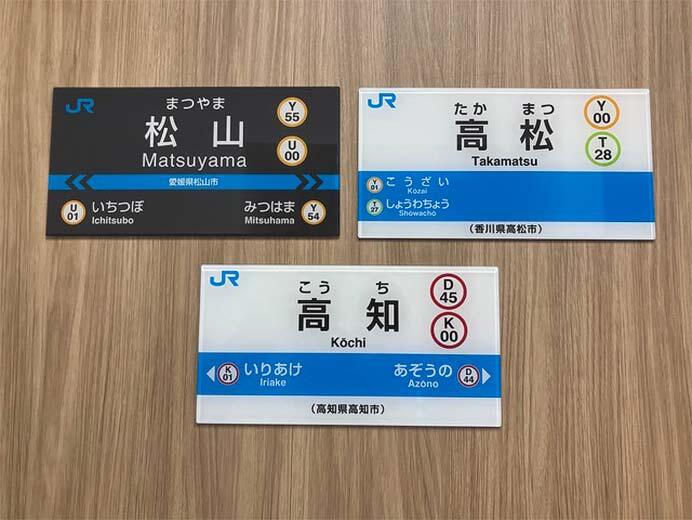 JR
まつやま
松山
Matsuyama
Y
55
U
00
愛媛県松山市
U
01
いちつぼ
Ichitsubo
みつはま
Mitsuhama
Y
54
JR
たか まつ
高松
Takamatsu
Y
00
T
28
Y
01
こうざい
Kōzai
T
27
しょうわちょう
Shōwachō
(香川県高松市)
JR
こう ち
高知
Kōchi
D
45
K
00
K
01
いりあけ
Iriake
あぞうの
Azōno
D
44
(高知県高知市)